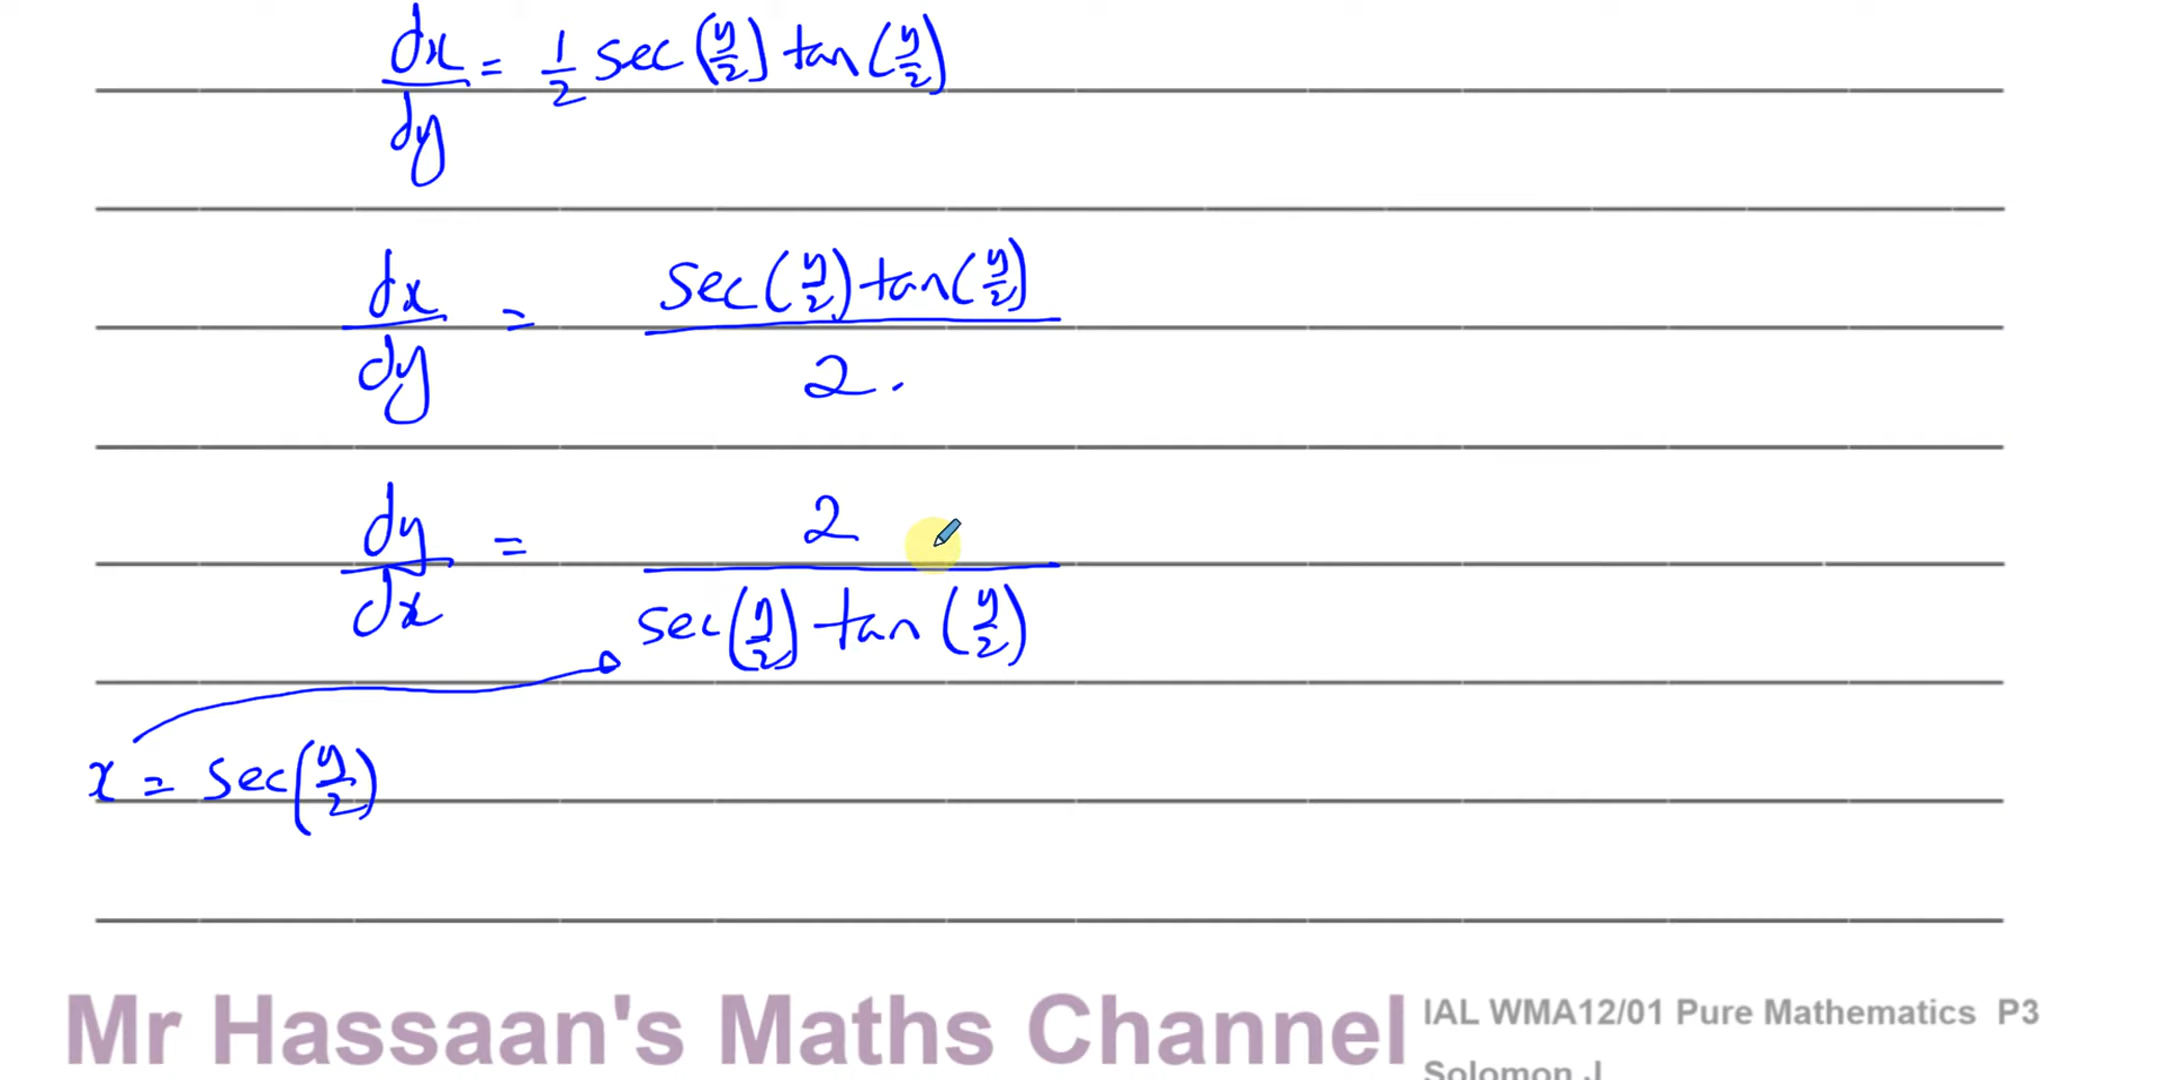 dx/dy = 1/2 sec(y/2) tan(y/2)
dx/dy = sec(y/2) tan(y/2) / 2.
dy/dx = 2 / sec(y/2) tan(y/2)
x = sec(y/2)
Mr Hassaan's Maths Channel
IAL WMA12/01 Pure Mathematics P3
Solomon J